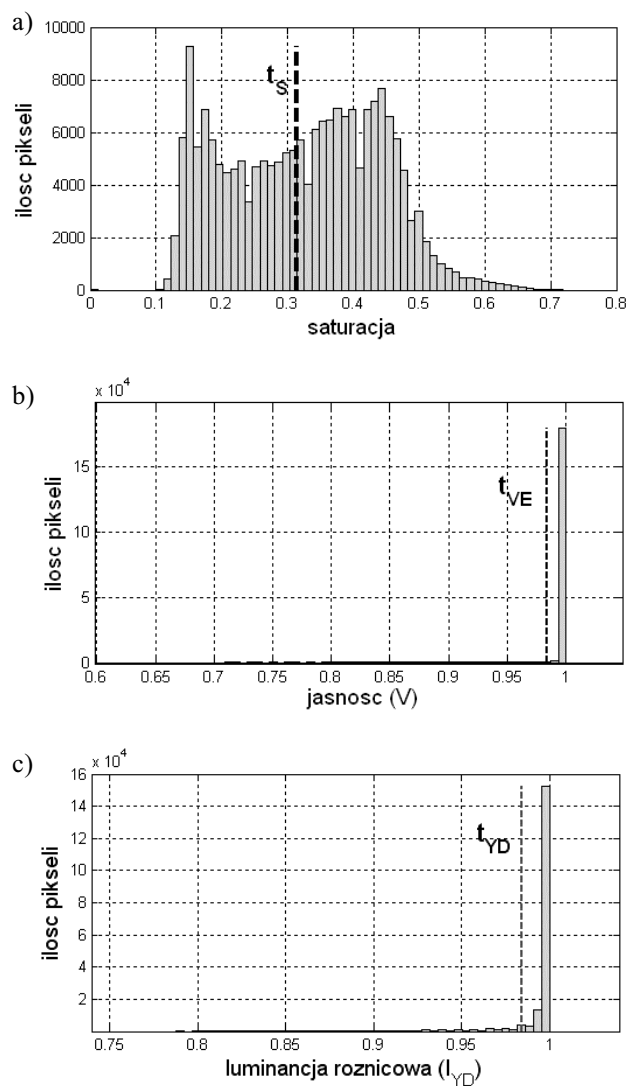 a)
10000
8000
6000
4000
2000
0
ilosc pikseli
t_S
0 0.1 0.2 0.3 0.4 0.5 0.6 0.7 0.8
saturacja
b)
x 10^4
15
10
5
0
ilosc pikseli
t_VE
0.6 0.65 0.7 0.75 0.8 0.85 0.9 0.95 1
jasnosc (V)
c)
x 10^4
16
14
12
10
8
6
4
2
ilosc pikseli
t_YD
0.75 0.8 0.85 0.9 0.95 1
luminancja roznicowa (I_YD)